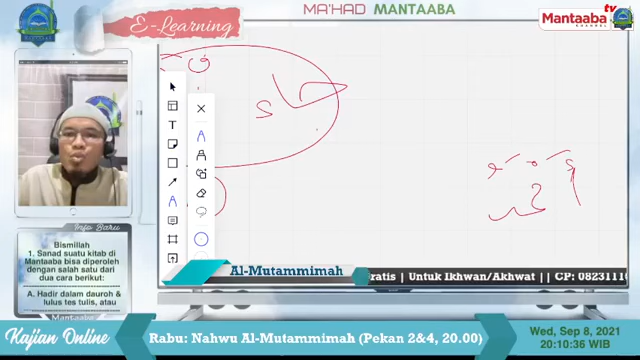 MA'HAD MANTAABA
E-Learning
Mantaaba tv
Info Baru
Bismillah
1. Sanad suatu kitab di
Mantaaba bisa diperoleh
dengan salah satu dari
dua cara berikut:
A. Hadir dalam dauroh &
lulus tes tulis, atau
Al-Mutammimah
Gratis | Untuk Ikhwan/Akhwat || CP: 08231110
Kajian Online
Rabu: Nahwu Al-Mutammimah (Pekan 2&4, 20.00)
Wed, Sep 8, 2021
20:10:36 WIB